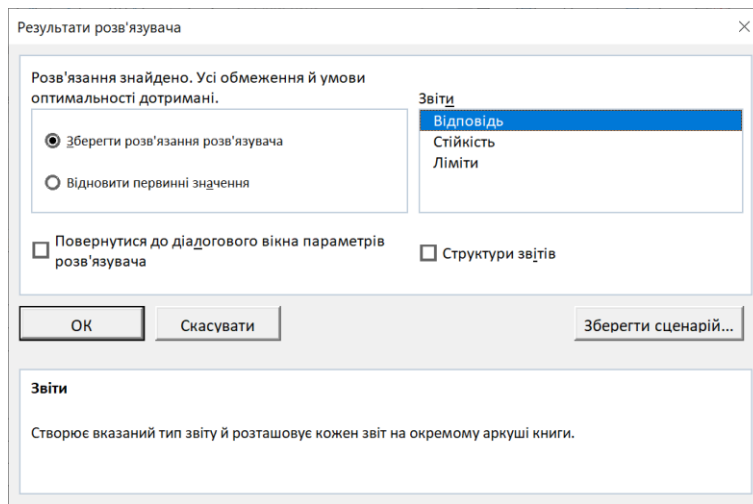 Результати розв'язувача
Розв'язання знайдено. Усі обмеження й умови
оптимальності дотримані.
Зберегти розв'язання розв'язувача
Відновити первинні значення
Звіти
Відповідь
Стійкість
Ліміти
Повернутися до діалогового вікна параметрів
розв'язувача
Структури звітів
ОК
Скасувати
Зберегти сценарій...
Звіти
Створює вказаний тип звіту й розташовує кожен звіт на окремому аркуші книги.